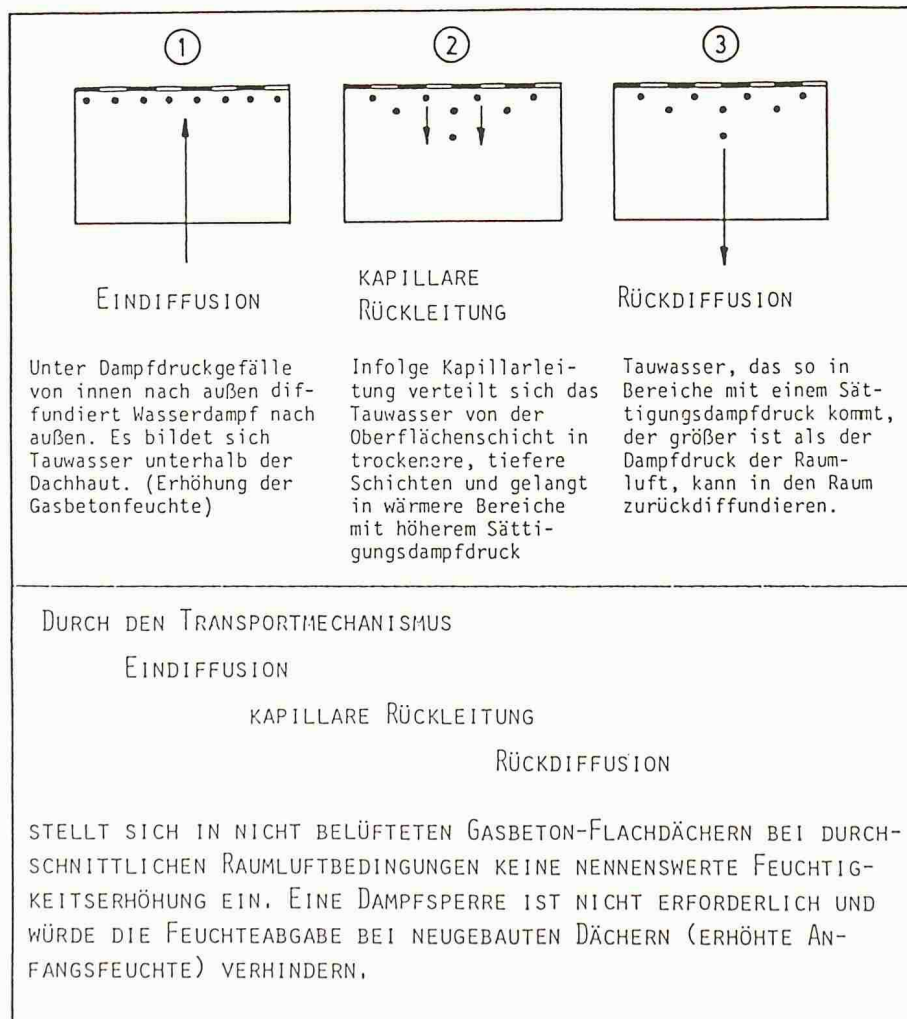 1
2
3
EINDIFFUSION
KAPILLARE
RÜCKLEITUNG
RÜCKDIFFUSION
Unter Dampfdruckgefälle
von innen nach außen dif-
fundiert Wasserdampf nach
außen. Es bildet sich
Tauwasser unterhalb der
Dachhaut. (Erhöhung der
Gasbetonfeuchte)
Infolge Kapillarlei-
tung verteilt sich das
Tauwasser von der
Oberflächenschicht in
trockenere, tiefere
Schichten und gelangt
in wärmere Bereiche
mit höherem Sätti-
gungsdampfdruck
Tauwasser, das so in
Bereiche mit einem Sät-
tigungsdampfdruck kommt,
der größer ist als der
Dampfdruck der Raum-
luft, kann in den Raum
zurückdiffundieren.
DURCH DEN TRANSPORTMECHANISMUS
EINDIFFUSION
KAPILLARE RÜCKLEITUNG
RÜCKDIFFUSION
STELLT SICH IN NICHT BELÜFTETEN GASBETON-FLACHDÄCHERN BEI DURCH-
SCHNITTLICHEN RAUMLUFTBEDINGUNGEN KEINE NENNENSWERTE FEUCHTIG-
KEITSERHÖHUNG EIN. EINE DAMPFSPERRE IST NICHT ERFORDERLICH UND
WÜRDE DIE FEUCHTEABGABE BEI NEUGEBAUTEN DÄCHERN (ERHÖHTE AN-
FANGSFEUCHTE) VERHINDERN.